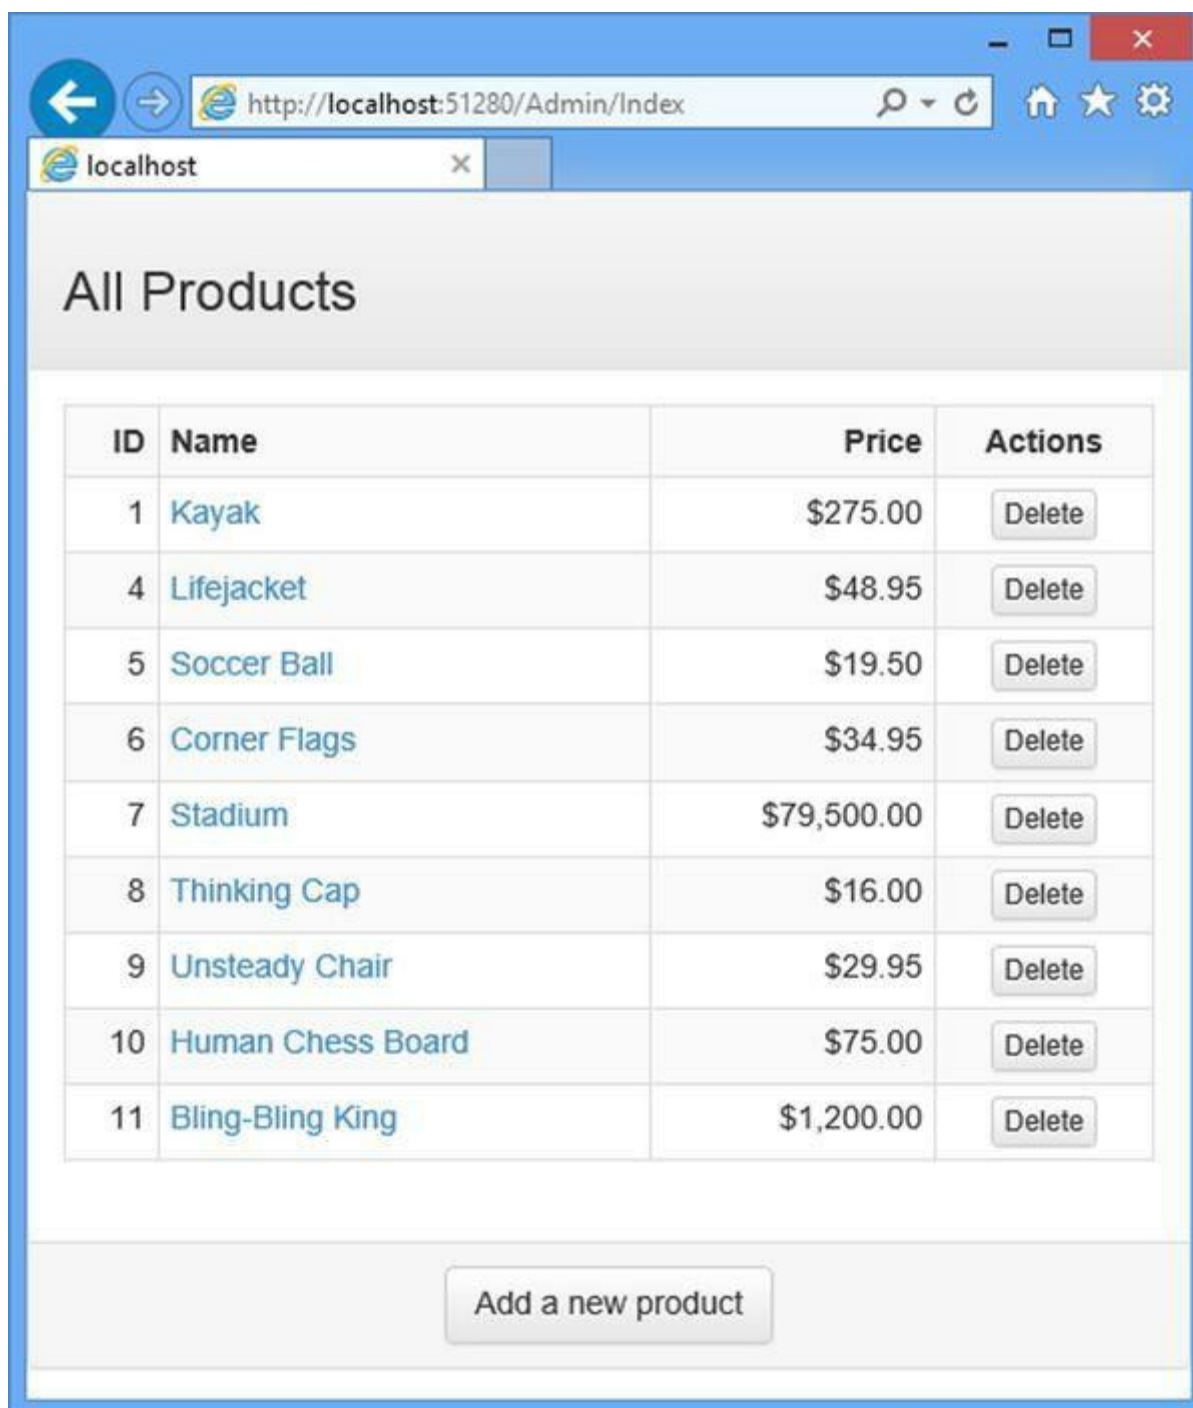 http://localhost:51280/Admin/Index
localhost
All Products
ID Name Price Actions
1 Kayak $275.00 Delete
4 Lifejacket $48.95 Delete
5 Soccer Ball $19.50 Delete
6 Corner Flags $34.95 Delete
7 Stadium $79,500.00 Delete
8 Thinking Cap $16.00 Delete
9 Unsteady Chair $29.95 Delete
10 Human Chess Board $75.00 Delete
11 Bling-Bling King $1,200.00 Delete
Add a new product